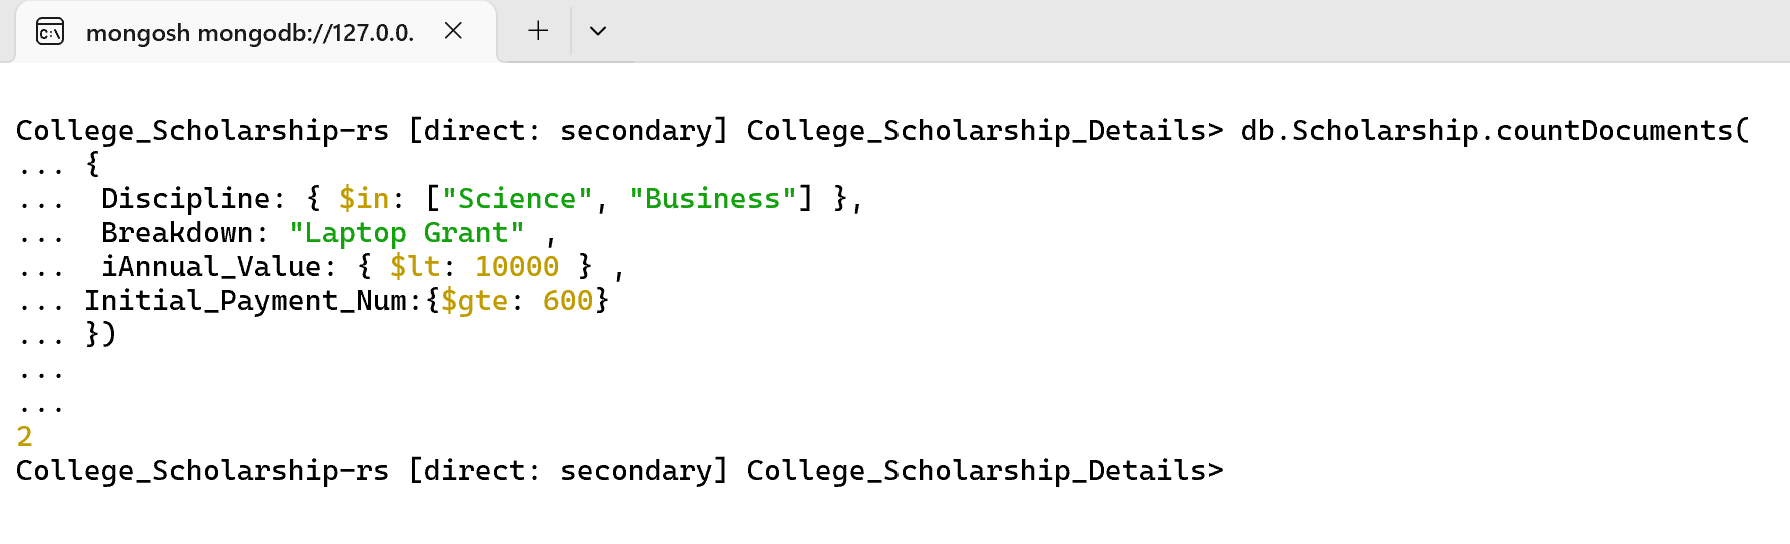 mongosh mongodb://127.0.0.
College_Scholarship-rs [direct: secondary] College_Scholarship_Details> db.Scholarship.countDocuments(
... {
...  Discipline: { $in: ["Science", "Business"] },
...  Breakdown: "Laptop Grant" ,
...  iAnnual_Value: { $lt: 10000 } ,
... Initial_Payment_Num:{$gte: 600}
... })
...
...
2
College_Scholarship-rs [direct: secondary] College_Scholarship_Details>